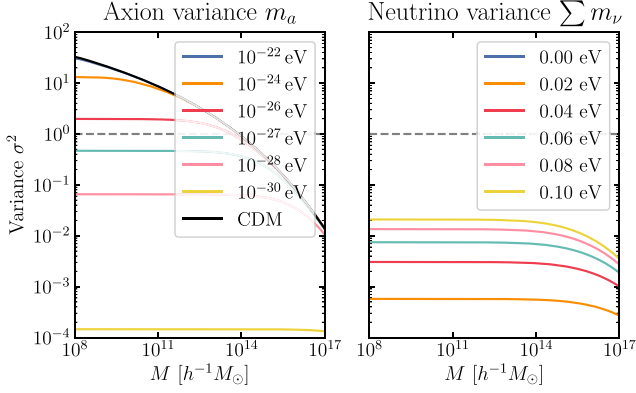 Axion variance $m_a$
Neutrino variance $\sum m_\nu$
Variance $\sigma^2$
$10^2$
$10^1$
$10^0$
$10^{-1}$
$10^{-2}$
$10^{-3}$
$10^{-4}$
$10^{-22}$ eV
$10^{-24}$ eV
$10^{-26}$ eV
$10^{-27}$ eV
$10^{-28}$ eV
$10^{-30}$ eV
CDM
0.00 eV
0.02 eV
0.04 eV
0.06 eV
0.08 eV
0.10 eV
$10^8$ $10^{11}$ $10^{14}$ $10^{17}$
$10^8$ $10^{11}$ $10^{14}$ $10^{17}$
$M$ $[h^{-1}M_\odot]$
$M$ $[h^{-1}M_\odot]$